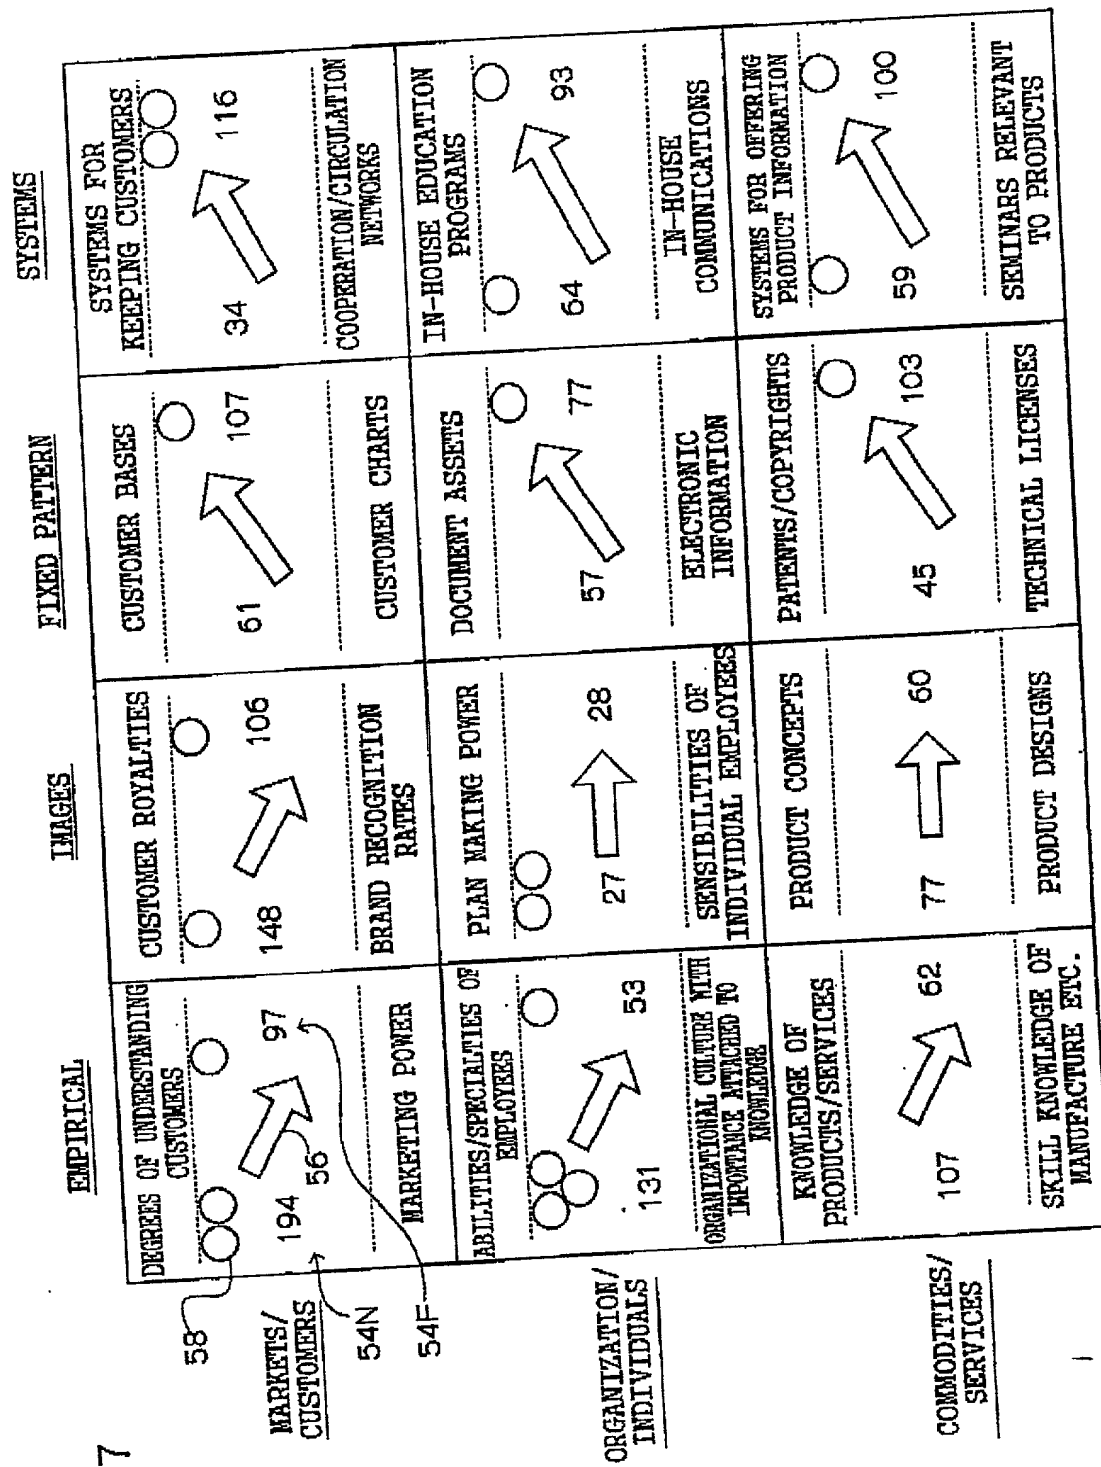 7
EMPIRICAL
IMAGES
FIXED PATTERN
SYSTEMS
MARKETS/
CUSTOMERS
58
54N
54F
DEGREES OF UNDERSTANDING
CUSTOMERS
194
56
97
MARKETING POWER
CUSTOMER ROYALTIES
148
106
BRAND RECOGNITION
RATES
CUSTOMER BASES
61
107
CUSTOMER CHARTS
SYSTEMS FOR
KEEPING CUSTOMERS
34
116
COOPERATION/CIRCULATION
NETWORKS
ORGANIZATION/
INDIVIDUALS
ABILITIES/SPECIALTIES OF
EMPLOYEES
131
53
ORGANIZATIONAL CULTURE WITH
IMPORTANCE ATTACHED TO
KNOWLEDGE
PLAN MAKING POWER
27
28
SENSIBILITIES OF
INDIVIDUAL EMPLOYEES
DOCUMENT ASSETS
57
77
ELECTRONIC
INFORMATION
IN-HOUSE EDUCATION
PROGRAMS
64
93
IN-HOUSE
COMMUNICATIONS
COMMODITIES/
SERVICES
KNOWLEDGE OF
PRODUCTS/SERVICES
107
62
SKILL KNOWLEDGE OF
MANUFACTURE ETC.
PRODUCT CONCEPTS
77
60
PRODUCT DESIGNS
PATENTS/COPYRIGHTS
45
103
TECHNICAL LICENSES
SYSTEMS FOR OFFERING
PRODUCT INFORMATION
59
100
SEMINARS RELEVANT
TO PRODUCTS